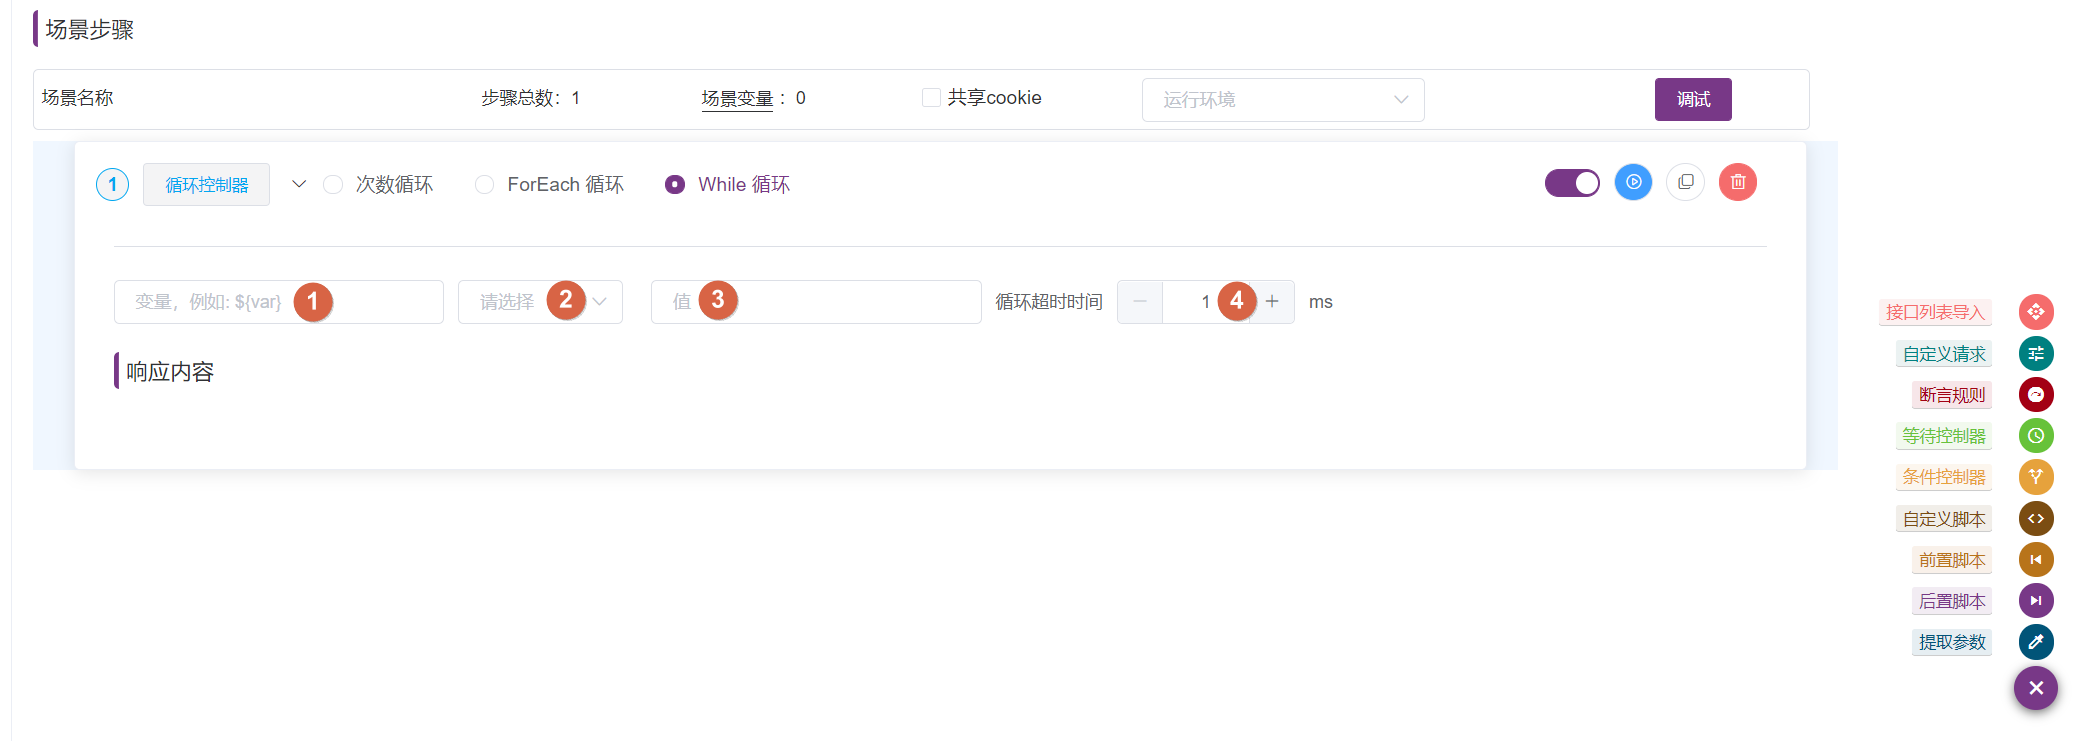 场景步骤
场景名称 步骤总数：1 场景变量 ：0 共享cookie 运行环境 调试
1 循环控制器 次数循环 ForEach 循环 While 循环
变量，例如: ${var} 1 请选择 2 值 3 循环超时时间 1 4 ms
响应内容
接口列表导入
自定义请求
断言规则
等待控制器
条件控制器
自定义脚本
前置脚本
后置脚本
提取参数